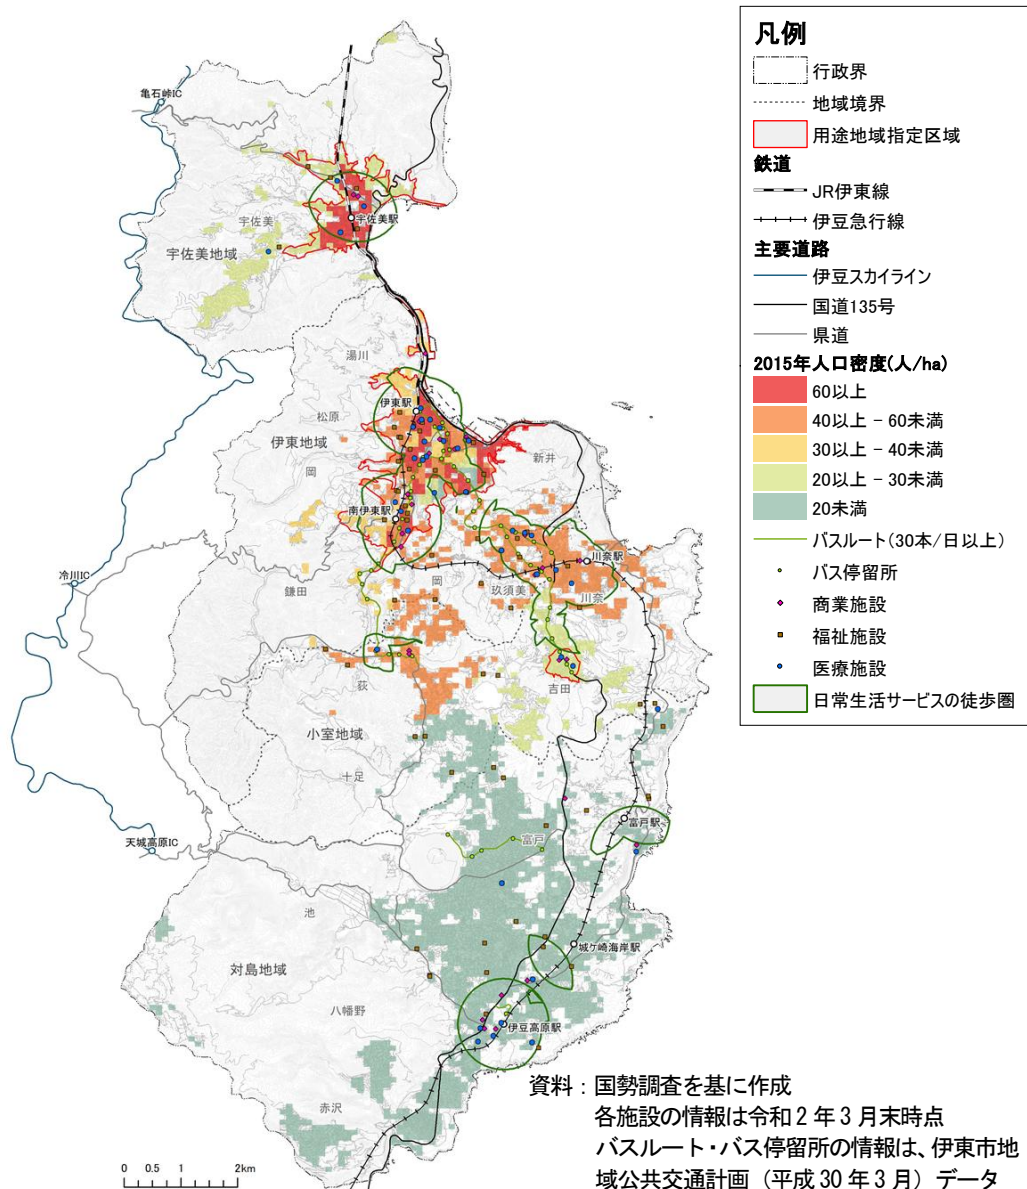 凡例
行政界
地域境界
用途地域指定区域
鉄道
JR伊東線
伊豆急行線
主要道路
伊豆スカイライン
国道135号
県道
2015年人口密度(人/ha)
60以上
40以上 － 60未満
30以上 － 40未満
20以上 － 30未満
20未満
バスルート(30本/日以上)
バス停留所
商業施設
福祉施設
医療施設
日常生活サービスの徒歩圏
亀石峠IC
宇佐美駅
宇佐美
宇佐美地域
湯川
伊東駅
松原
伊東地域
新井
岡
南伊東駅
川奈駅
冷川IC
岡
玖須美
鎌田
川奈
荻
吉田
小室地域
十足
富戸駅
天城高原IC
富戸
池
城ケ崎海岸駅
対島地域
八幡野
伊豆高原駅
赤沢
資料：国勢調査を基に作成
各施設の情報は令和2年3月末時点
バスルート・バス停留所の情報は、伊東市地
域公共交通計画（平成30年3月）データ
0 0.5 1 2km